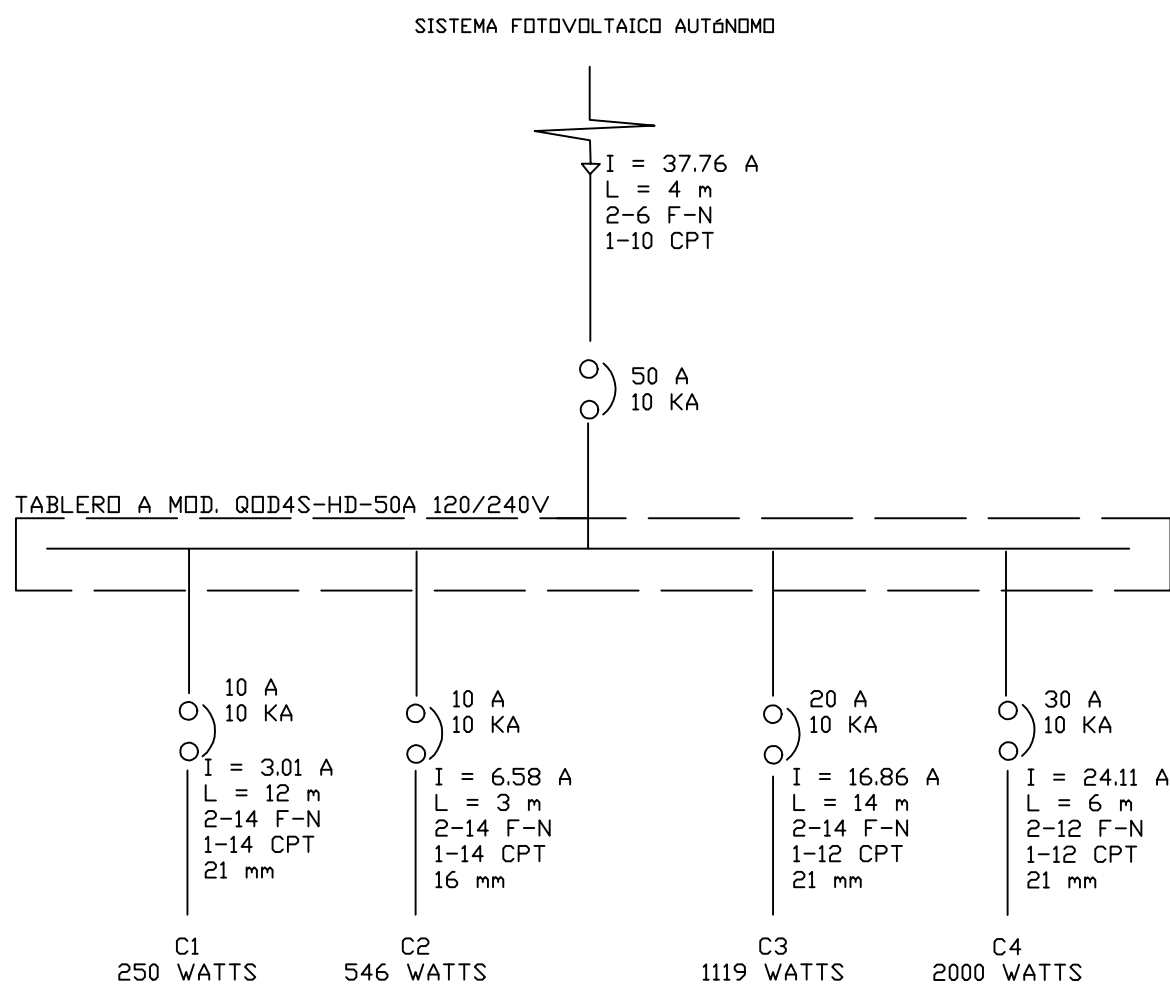 SISTEMA FOTOVOLTAICO AUTóNOMO
I = 37.76 A
L = 4 m
2-6 F-N
1-10 CPT
50 A
10 KA
TABLERO A MOD. QOD4S-HD-50A 120/240V
10 A
10 KA
I = 3.01 A
L = 12 m
2-14 F-N
1-14 CPT
21 mm
C1
250 WATTS
10 A
10 KA
I = 6.58 A
L = 3 m
2-14 F-N
1-14 CPT
16 mm
C2
546 WATTS
20 A
10 KA
I = 16.86 A
L = 14 m
2-14 F-N
1-12 CPT
21 mm
C3
1119 WATTS
30 A
10 KA
I = 24.11 A
L = 6 m
2-12 F-N
1-12 CPT
21 mm
C4
2000 WATTS